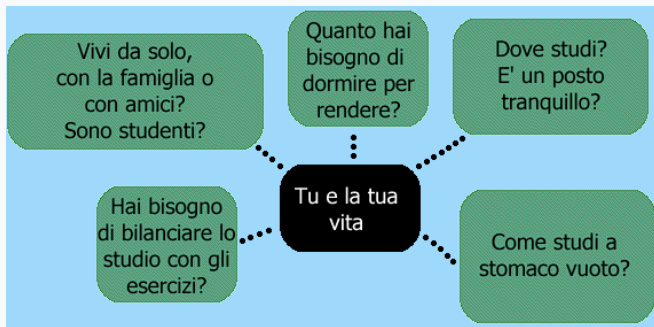 Vivi da solo,
con la famiglia o
con amici?
Sono studenti?
Quanto hai
bisogno di
dormire per
rendere?
Dove studi?
E' un posto
tranquillo?
Tu e la tua
vita
Hai bisogno
di bilanciare lo
studio con gli
esercizi?
Come studi a
stomaco vuoto?